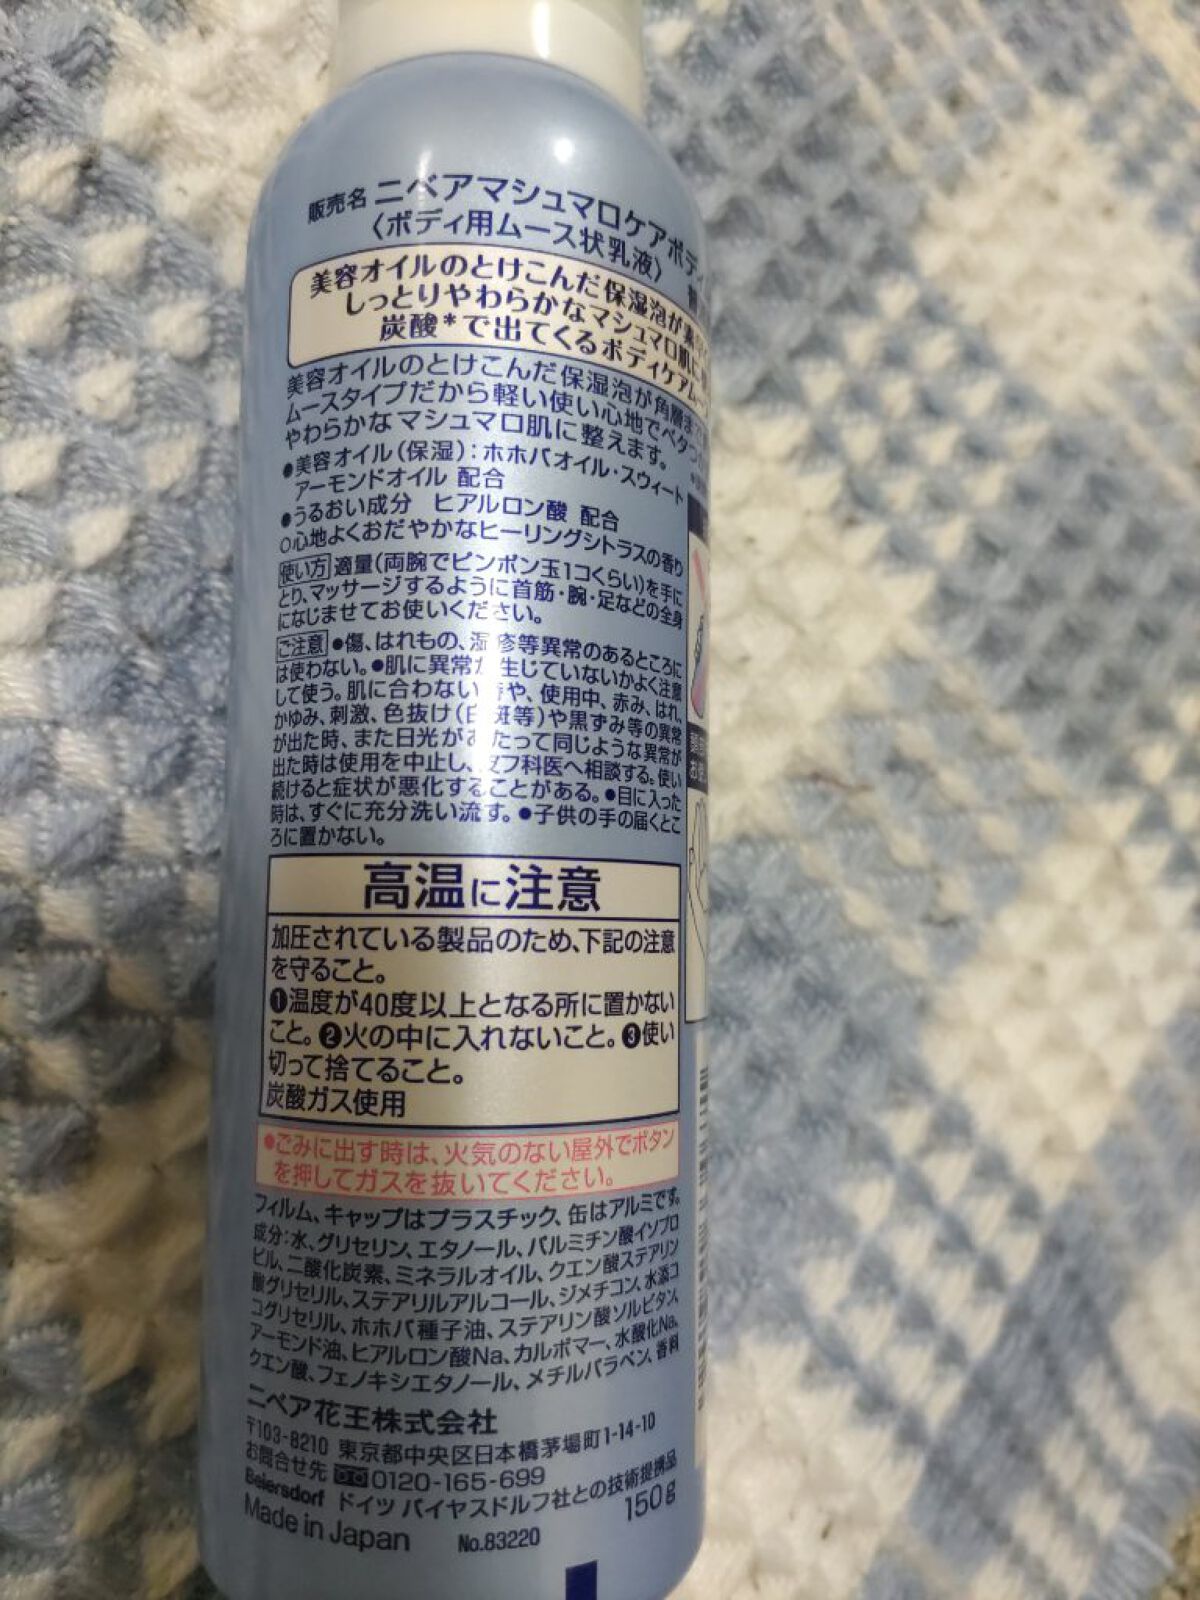 販売名 ニベアマシュマロケアボディ
〈ボディ用ムース状乳液〉
美容オイルのとけこんだ保湿泡が素
しっとりやわらかなマシュマロ肌に
炭酸*で出てくるボディケアムー
美容オイルのとけこんだ保湿泡が角層ま
ムースタイプだから軽い使い心地でベタつ
やわらかなマシュマロ肌に整えます。
●美容オイル(保湿):ホホバオイル・スウィート
アーモンドオイル 配合
●うるおい成分 ヒアルロン酸 配合
○心地よくおだやかなヒーリングシトラスの香り
使い方 適量(両腕でピンポン玉1コくらい)を手に
とり、マッサージするように首筋・腕・足などの全身
になじませてお使いください。
ご注意 ●傷、はれもの、湿疹等異常のあるところに
は使わない。●肌に異常が生じていないかよく注意
して使う。肌に合わない時や、使用中、赤み、はれ、
かゆみ、刺激、色抜け(白斑等)や黒ずみ等の異常
が出た時、また日光があたって同じような異常が
出た時は使用を中止し、皮フ科医へ相談する。使い
続けると症状が悪化することがある。●目に入った
時は、すぐに充分洗い流す。●子供の手の届くとこ
ろに置かない。
高温に注意
加圧されている製品のため、下記の注意
を守ること。
❶温度が40度以上となる所に置かない
こと。❷火の中に入れないこと。❸使い
切って捨てること。
炭酸ガス使用
●ごみに出す時は、火気のない屋外でボタン
を押してガスを抜いてください。
フィルム、キャップはプラスチック、缶はアルミです。
成分:水、グリセリン、エタノール、パルミチン酸イソプロ
ピル、二酸化炭素、ミネラルオイル、クエン酸ステアリン
酸グリセリル、ステアリルアルコール、ジメチコン、水添コ
コグリセリル、ホホバ種子油、ステアリン酸ソルビタン、
アーモンド油、ヒアルロン酸Na、カルボマー、水酸化Na、
クエン酸、フェノキシエタノール、メチルパラベン、香料
ニベア花王株式会社
〒103-8210 東京都中央区日本橋茅場町1-14-10
お問合せ先 0120-165-699
Beiersdorf ドイツ バイヤスドルフ社との技術提携品
Made in Japan No.83220 150g